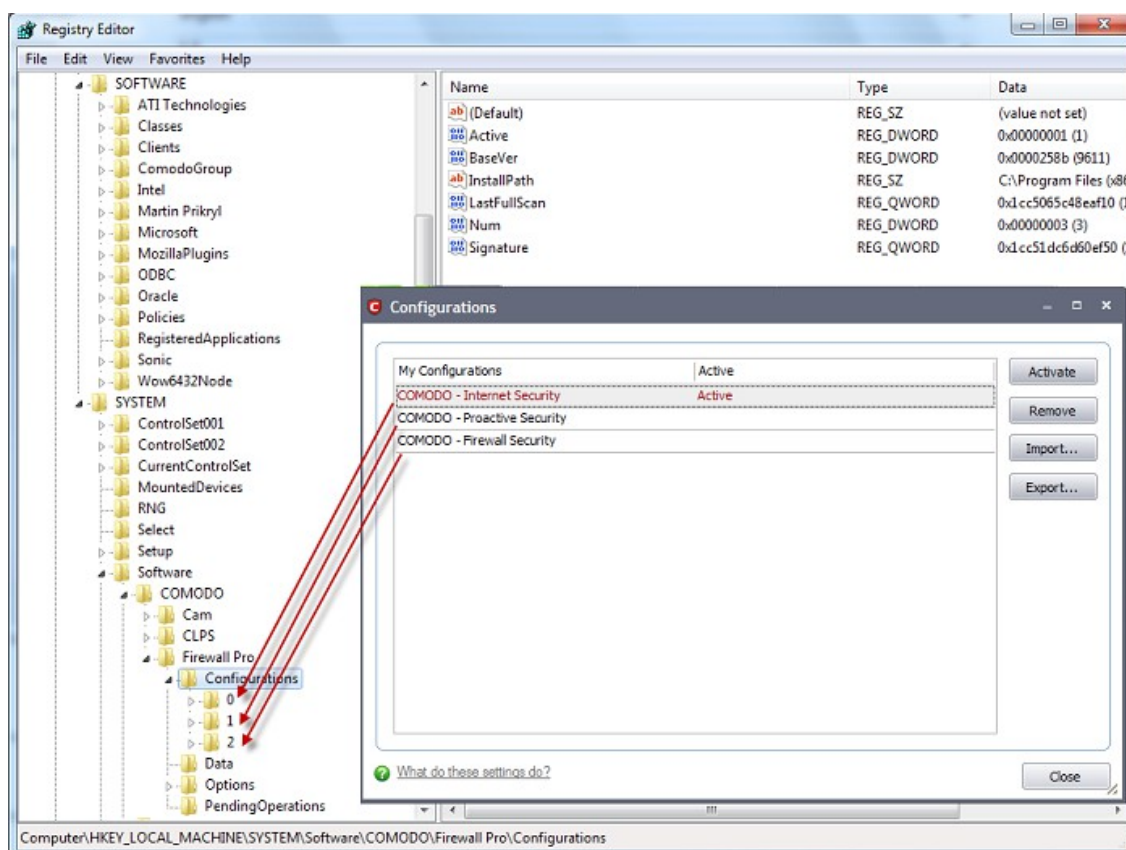 Registry Editor
File Edit View Favorites Help
SOFTWARE
ATI Technologies
Classes
Clients
ComodoGroup
Intel
Martin Prikryl
Microsoft
MozillaPlugins
ODBC
Oracle
Policies
RegisteredApplications
Sonic
Wow6432Node
SYSTEM
ControlSet001
ControlSet002
CurrentControlSet
MountedDevices
RNG
Select
Setup
Software
COMODO
Cam
CLPS
Firewall Pro
Configurations
0
1
2
Data
Options
PendingOperations
Name Type Data
(Default) REG_SZ (value not set)
Active REG_DWORD 0x00000001 (1)
BaseVer REG_DWORD 0x0000258b (9611)
InstallPath REG_SZ C:\Program Files (x86
LastFullScan REG_QWORD 0x1cc5065c48eaf10 (1
Num REG_DWORD 0x00000003 (3)
Signature REG_QWORD 0x1cc51dc6d60ef50 (
Configurations
My Configurations Active
COMODO - Internet Security Active
COMODO - Proactive Security
COMODO - Firewall Security
Activate
Remove
Import...
Export...
What do these settings do?
Close
Computer\HKEY_LOCAL_MACHINE\SYSTEM\Software\COMODO\Firewall Pro\Configurations